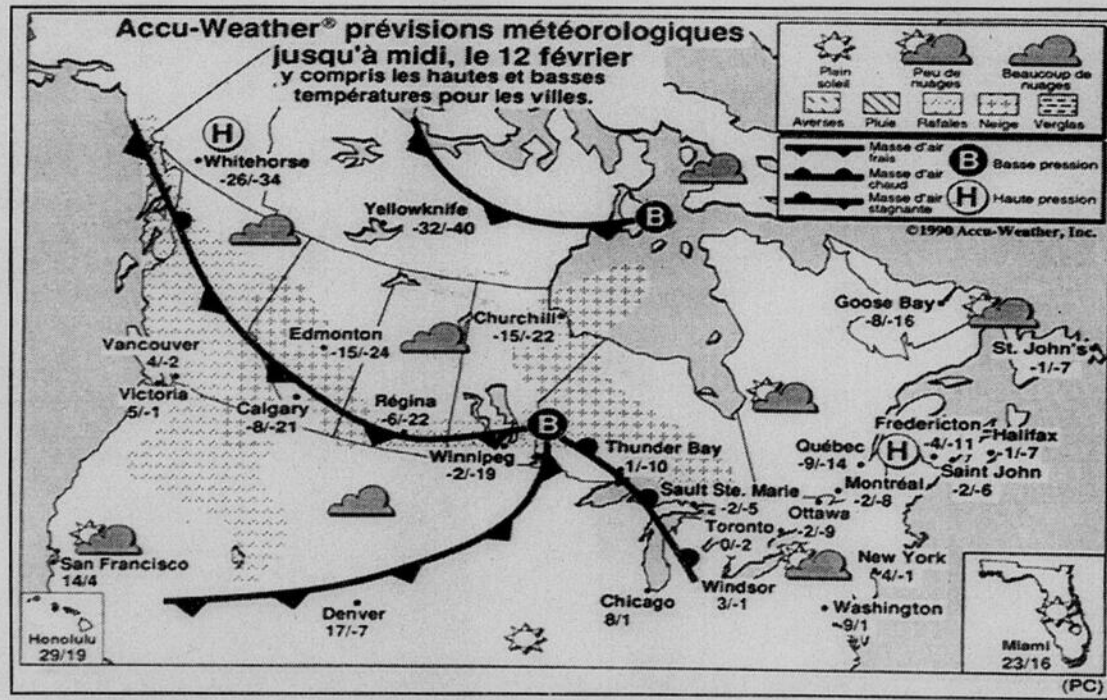 Accu-Weather® prévisions météorologiques
jusqu'à midi, le 12 février
y compris les hautes et basses
températures pour les villes.
Plein
soleil
Peu de
nuages
Beaucoup de
nuages
Averses
Pluie
Rafales
Neige
Verglas
Masse d'air
frais
Masse d'air
chaud
Masse d'air
stagnante
B
Basse pression
H
Haute pression
©1990 Accu-Weather, Inc.
H
Whitehorse
-26/-34
Yellowknife
-32/-40
B
Goose Bay
-8/-16
St. John's
-1/-7
Churchill
-15/-22
Edmonton
-15/-24
Vancouver
4/-2
Victoria
5/-1
Calgary
-8/-21
Régina
-6/-22
Winnipeg
-2/-19
B
Thunder Bay
1/-10
Sault Ste. Marie
-2/-5
Toronto
0/-2
Ottawa
-2/-9
Montréal
-2/-8
Québec
-9/-14
H
Fredericton
-4/-11
Halifax
-1/-7
Saint John
-2/-6
New York
4/-1
Washington
9/1
Windsor
3/-1
Chicago
8/1
Denver
17/-7
San Francisco
14/4
Honolulu
29/19
Miami
23/16
(PC)